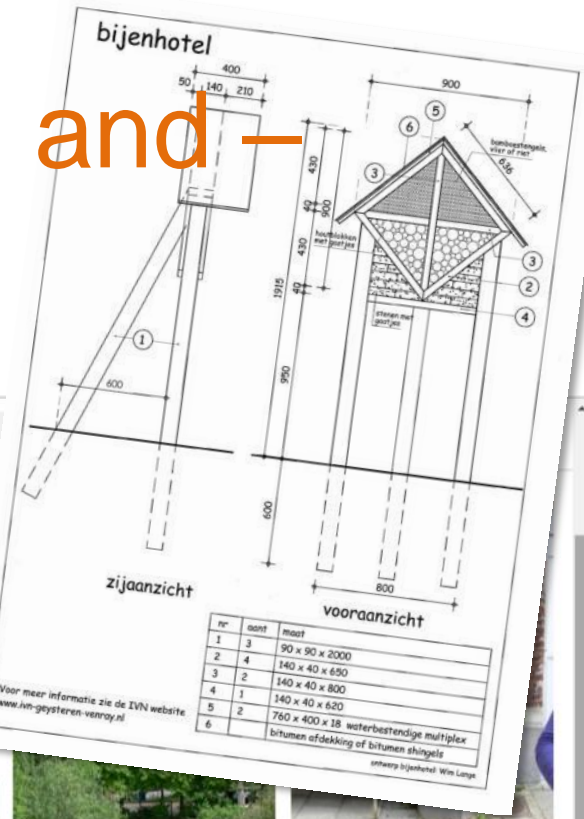 bijenhotel
and –
400
50 140 210
900
5
6
bamboestengels,
vlier of riet
636
3
430
40
900
houtblokken
met gaatjes
430
3
2
1915
40
4
stenen met
gaatjes
1
950
600
600
800
zijaanzicht
vooraanzicht
nr aant maat
1 3 90 x 90 x 2000
2 4 140 x 40 x 650
3 2 140 x 40 x 800
4 1 140 x 40 x 620
5 2 760 x 400 x 18 waterbestendige multiplex
6 bitumen afdekking of bitumen shingels
Voor meer informatie zie de IVN website
www.ivn-geysteren-venray.nl
ontwerp bijenhotel: Wim Lange